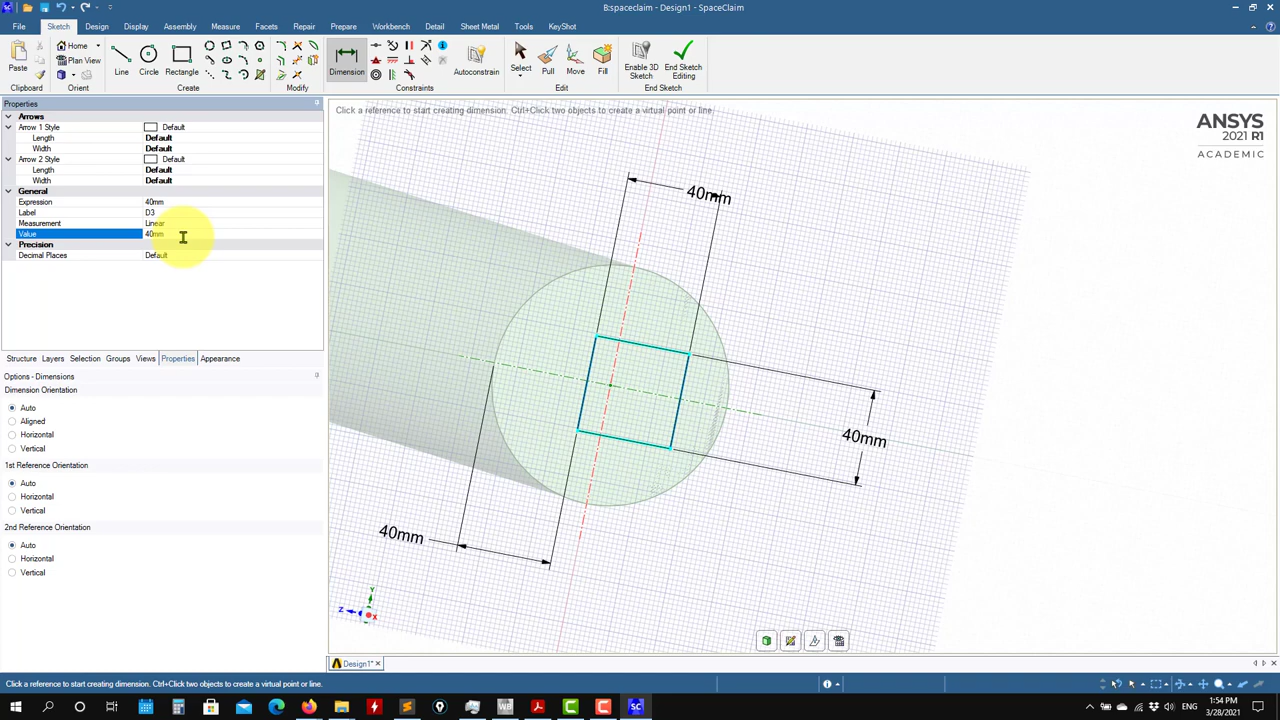 B:spaceclaim - Design1 - SpaceClaim
File Sketch Design Display Assembly Measure Facets Repair Prepare Workbench Detail Tools Sheet Metal KeyShot
Paste
Home
Plan View
Line Circle Rectangle
Dimension
Autoconstrain
Select Pull Move Fill
Enable 3D Sketch
End Sketch Editing
Clipboard Orient Create Modify Constraints Edit End Sketch
Properties
Arrows
Arrow 1 Style Default
Length Default
Width Default
Arrow 2 Style Default
Length Default
Width Default
General
Expression 40mm
Label D3
Measurement Linear
Value 40mm
Precision
Decimal Places Default
Structure Layers Selection Groups Views Properties Appearance
Options - Dimensions
Dimension Orientation
Auto
Aligned
Horizontal
Vertical
1st Reference Orientation
Auto
Horizontal
Vertical
2nd Reference Orientation
Auto
Horizontal
Vertical
Click a reference to start creating dimension. Ctrl+Click two objects to create a virtual point or line.
ANSYS
2021 R1
ACADEMIC
40mm
40mm
40mm
Y
Z
X
Design1*
Click a reference to start creating dimension. Ctrl+Click two objects to create a virtual point or line.
WB
SC
ENG
1:54 PM
3/28/2021